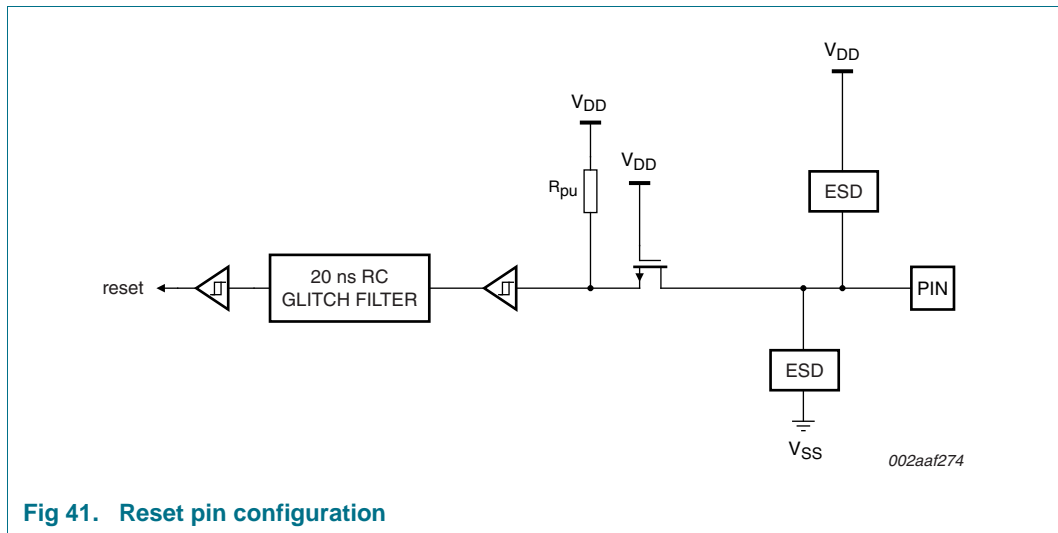 VDD
VDD
VDD
Rpu
ESD
reset
20 ns RC
GLITCH FILTER
PIN
ESD
VSS
002aaf274
Fig 41. Reset pin configuration